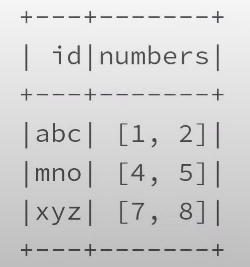 +---+-------+
| id|numbers|
+---+-------+
|abc| [1, 2]|
|mno| [4, 5]|
|xyz| [7, 8]|
+---+-------+